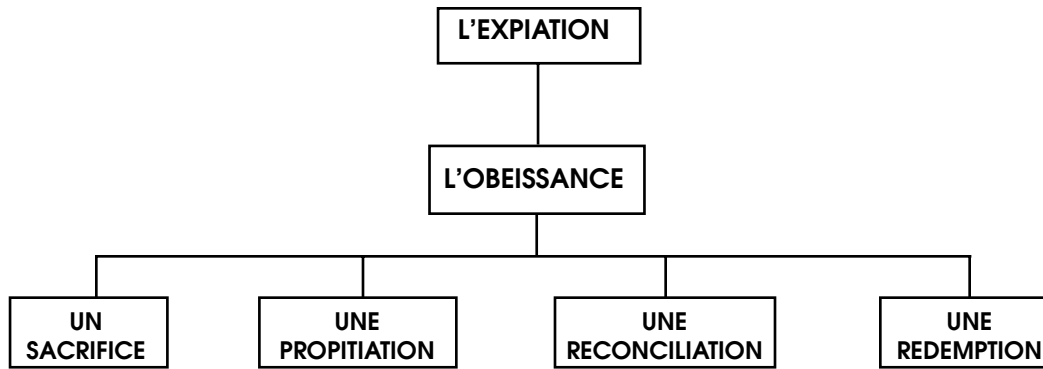 L'EXPIATION
L'OBEISSANCE
UN
SACRIFICE
UNE
PROPITIATION
UNE
RECONCILIATION
UNE
REDEMPTION